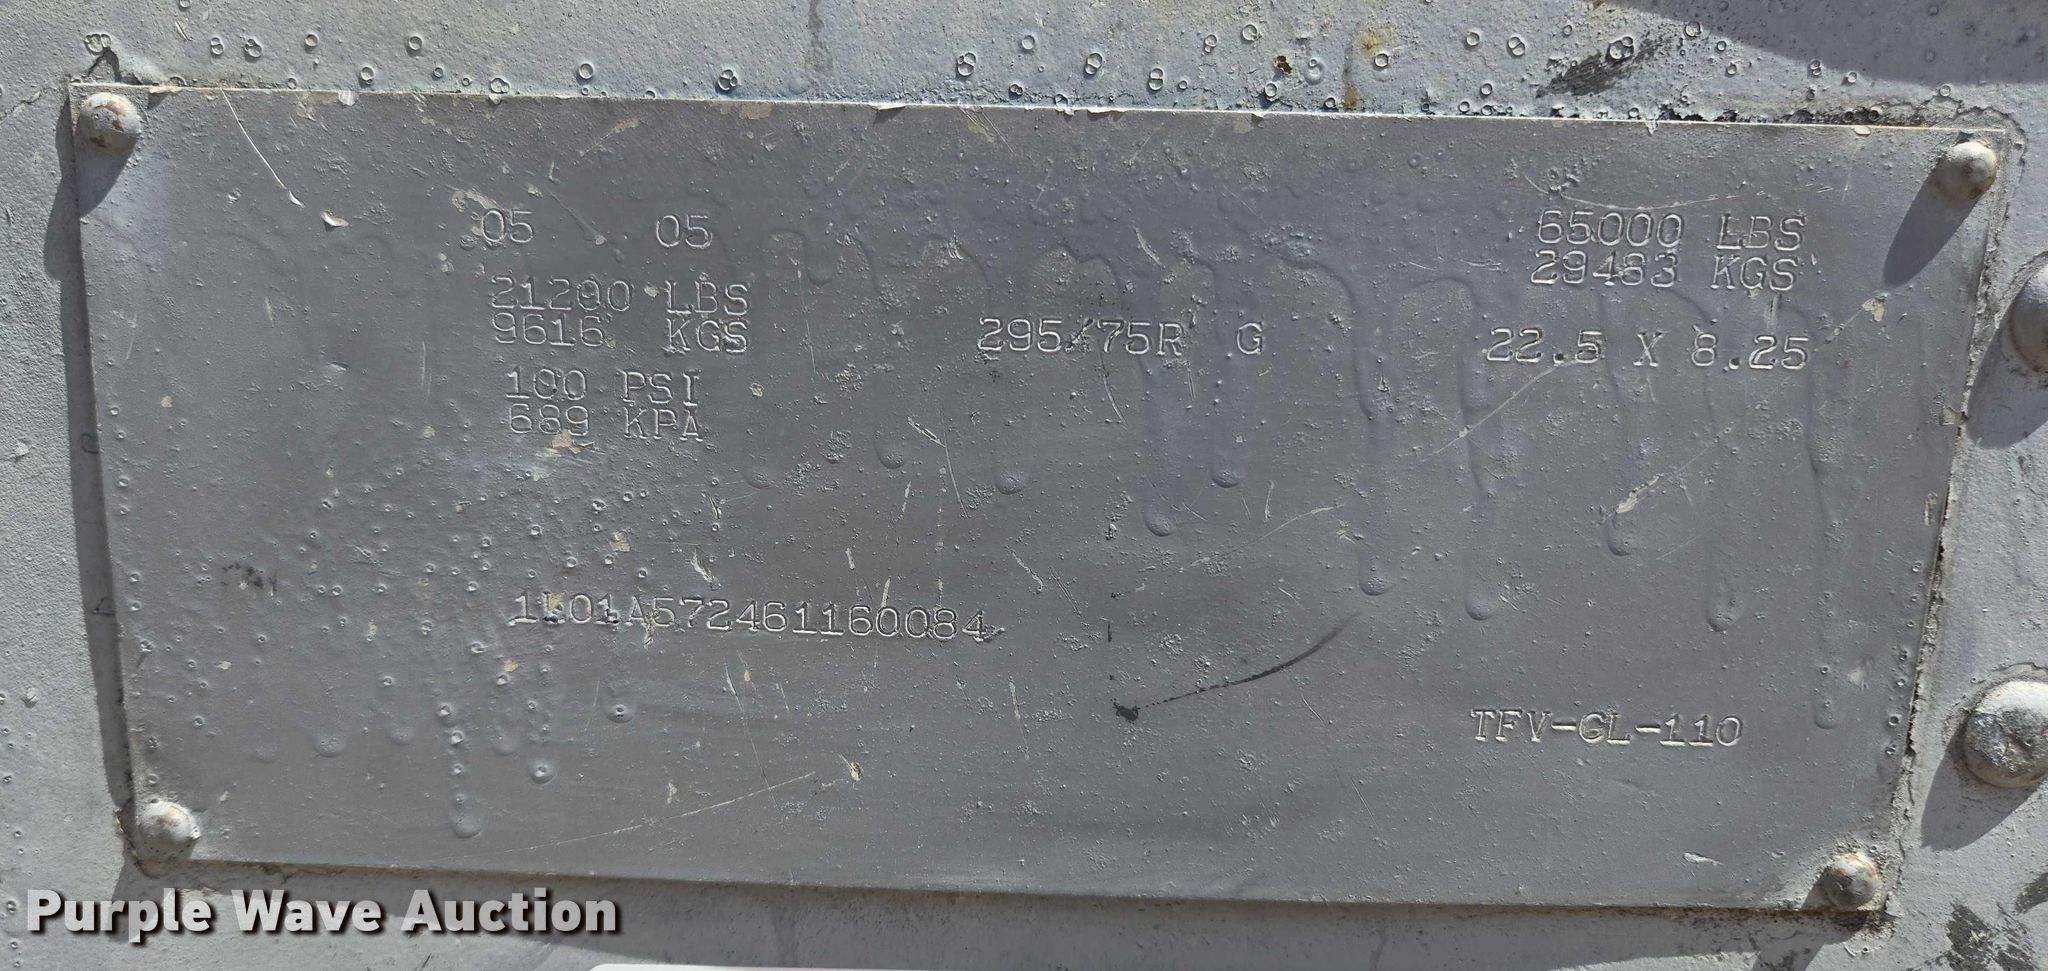 05 05 65000 LBS
29483 KGS
21200 LBS
9616 KGS 295/75R G 22.5 X 8.25
100 PSI
689 KPA
1L01A572461160084
TFV-GL-110
Purple Wave Auction